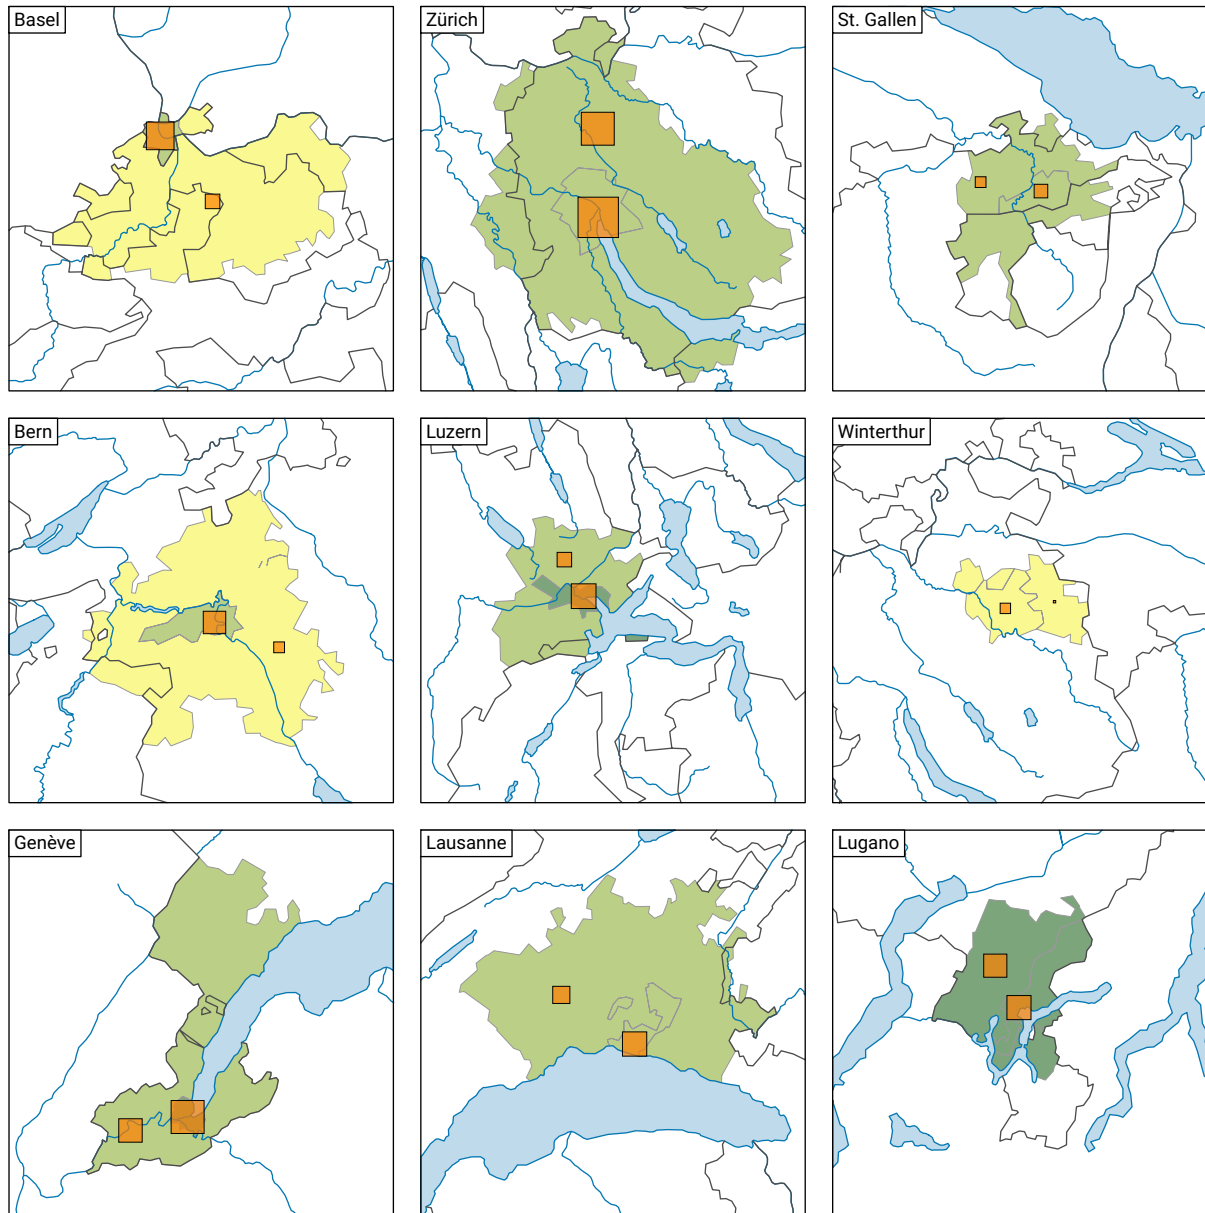 Basel
Zürich
St. Gallen
Bern
Luzern
Winterthur
Genève
Lausanne
Lugano